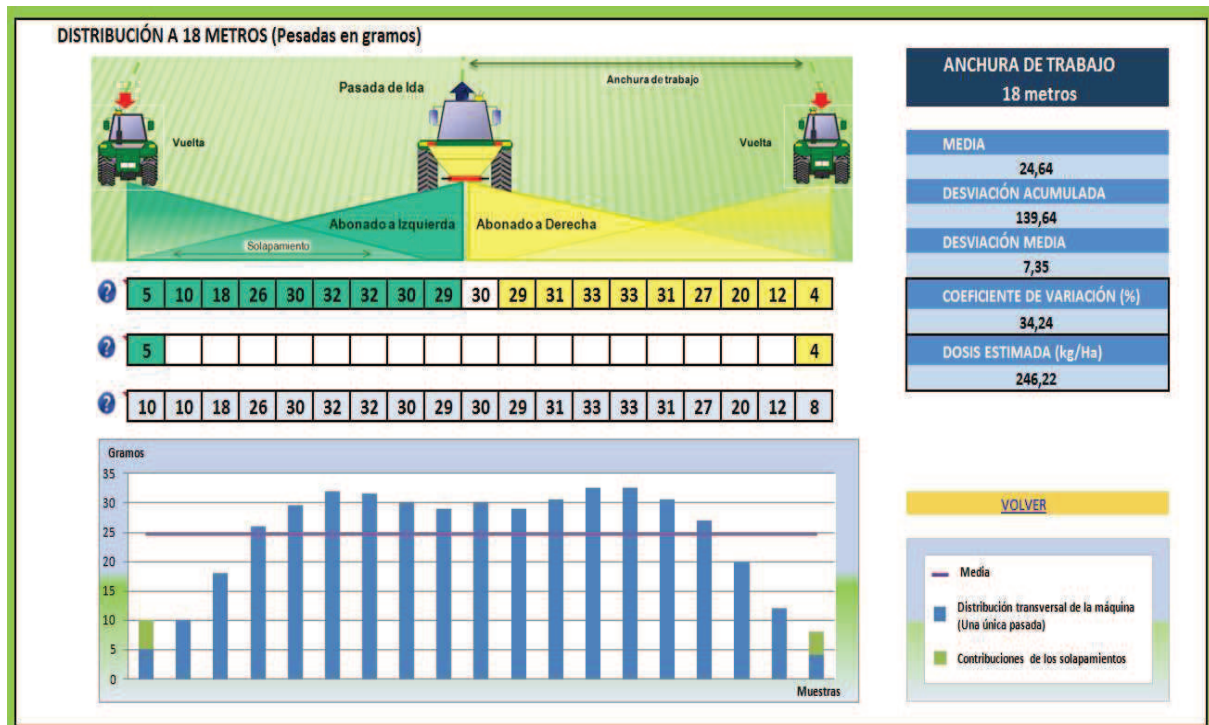 DISTRIBUCIÓN A 18 METROS (Pesadas en gramos)
Pasada de Ida
Anchura de trabajo
Vuelta
Vuelta
Abonado a Izquierda
Abonado a Derecha
Solapamiento
? 5 10 18 26 30 32 32 30 29 30 29 31 33 33 31 27 20 12 4
? 5 4
? 10 10 18 26 30 32 32 30 29 30 29 31 33 33 31 27 20 12 8
Gramos
35
30
25
20
15
10
5
0
Muestras
ANCHURA DE TRABAJO
18 metros
MEDIA
24,64
DESVIACIÓN ACUMULADA
139,64
DESVIACIÓN MEDIA
7,35
COEFICIENTE DE VARIACIÓN (%)
34,24
DOSIS ESTIMADA (kg/Ha)
246,22
VOLVER
Media
Distribución transversal de la máquina
(Una única pasada)
Contribuciones de los solapamientos